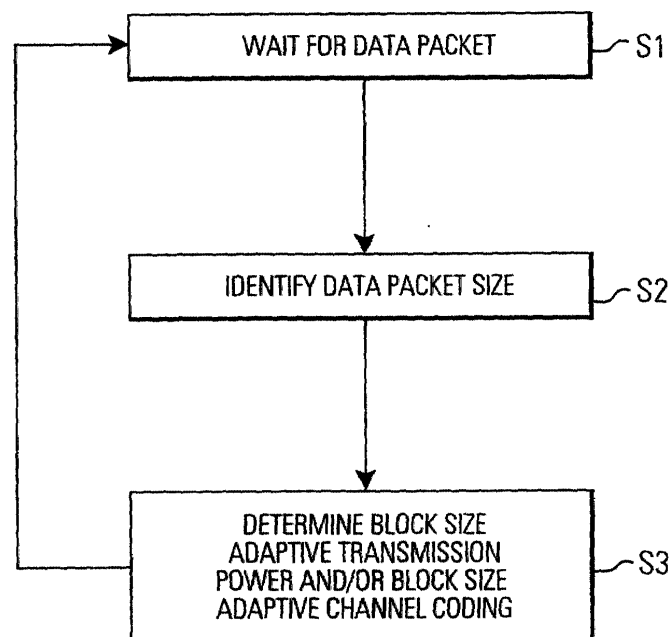 WAIT FOR DATA PACKET
S1
IDENTIFY DATA PACKET SIZE
S2
DETERMINE BLOCK SIZE
ADAPTIVE TRANSMISSION
POWER AND/OR BLOCK SIZE
ADAPTIVE CHANNEL CODING
S3